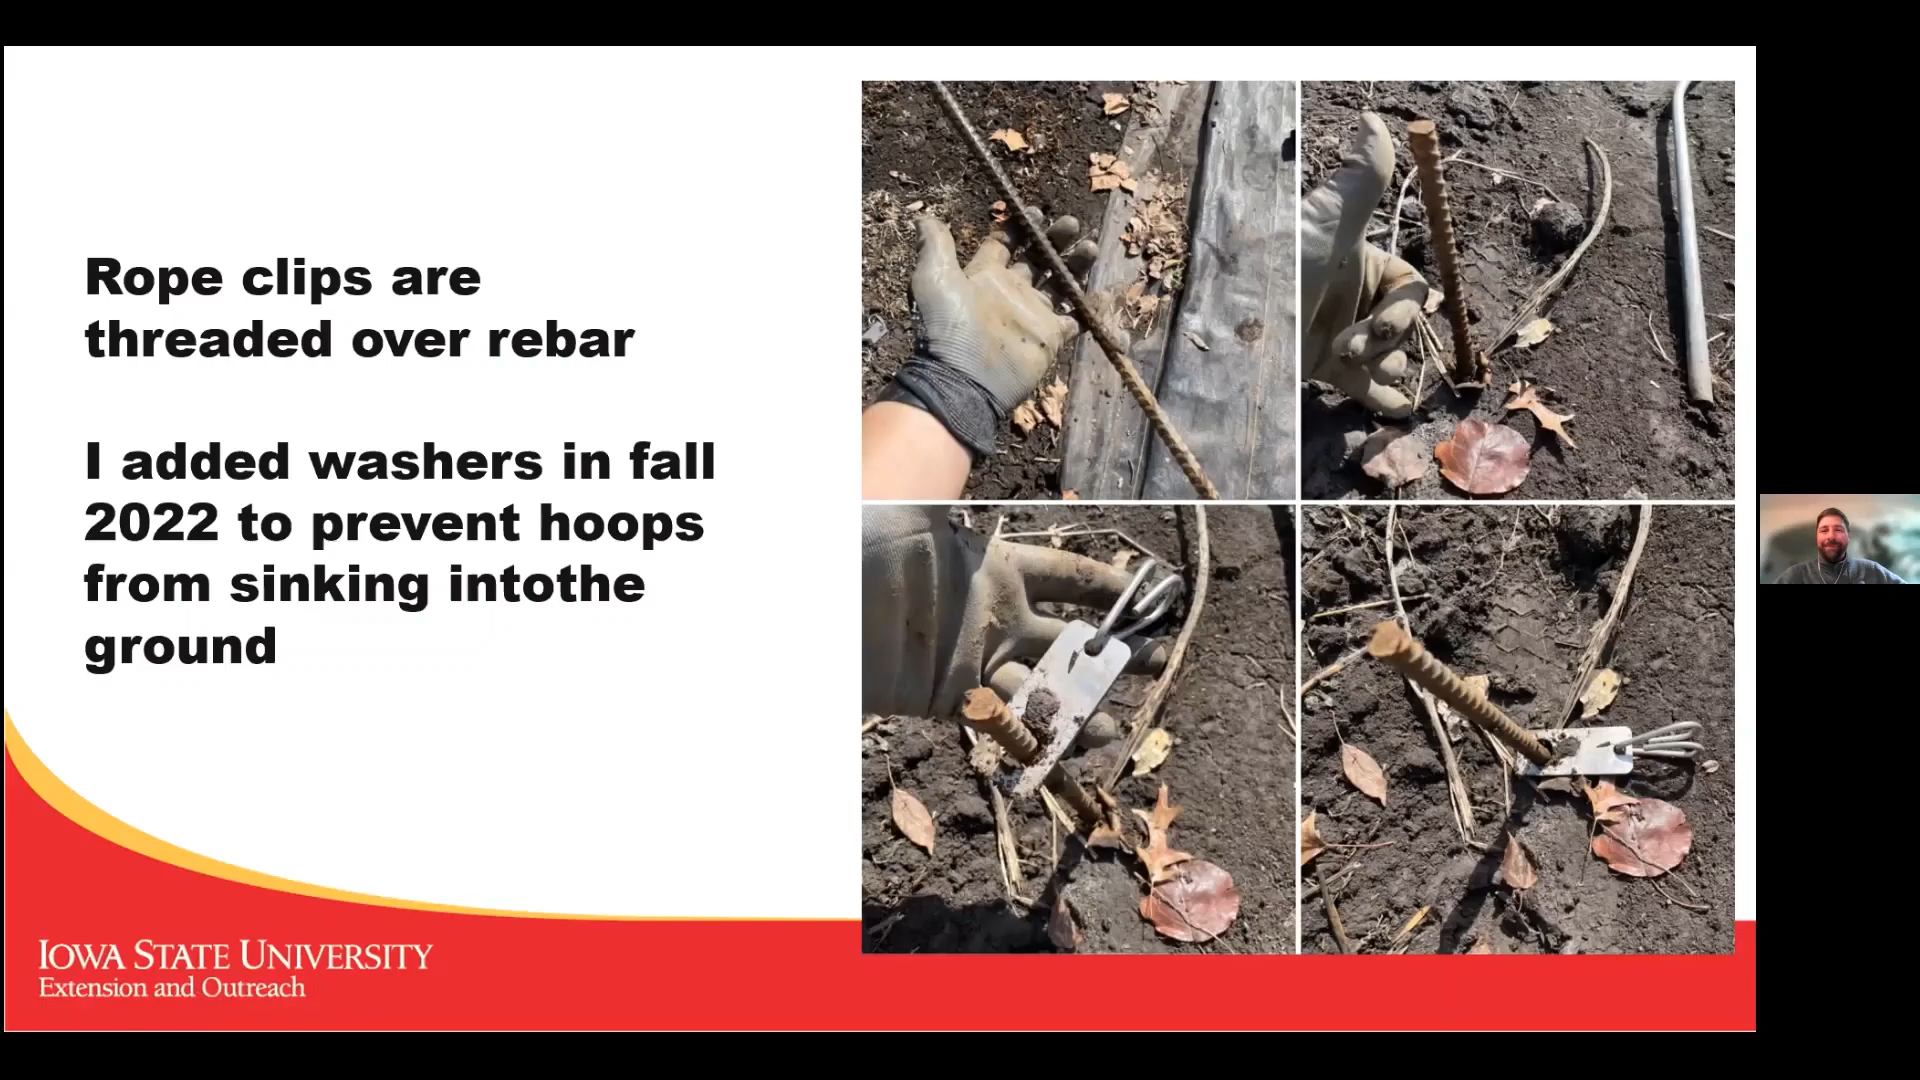 Rope clips are
threaded over rebar
I added washers in fall
2022 to prevent hoops
from sinking intothe
ground
IOWA STATE UNIVERSITY
Extension and Outreach